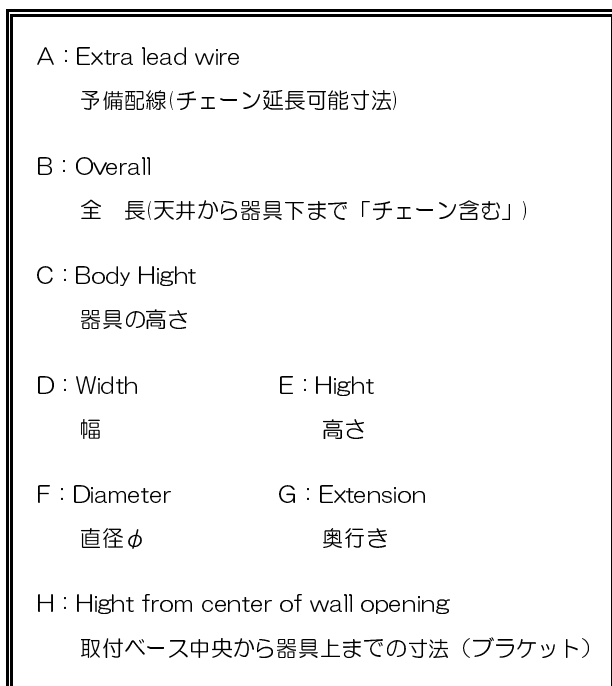 A：Extra lead wire
予備配線(チェーン延長可能寸法)
B：Overall
全　長(天井から器具下まで「チェーン含む」)
C：Body Hight
器具の高さ
D：Width　E：Hight
幅　高さ
F：Diameter　G：Extension
直径φ　奥行き
H：Hight from center of wall opening
取付ベース中央から器具上までの寸法（ブラケット）